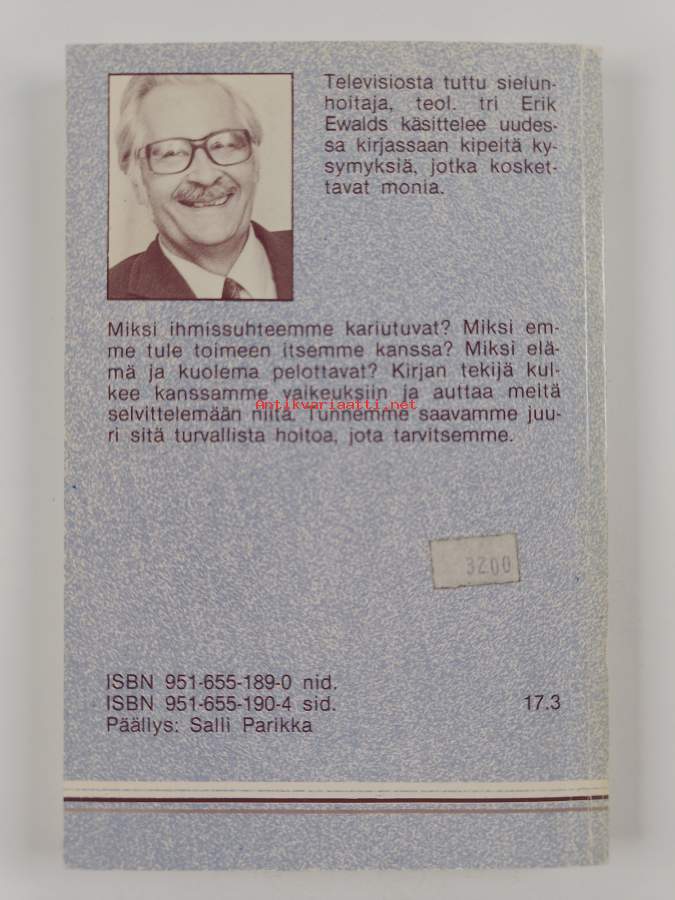 Televisiosta tuttu sielun-
hoitaja, teol. tri Erik
Ewalds käsittelee uudes-
sa kirjassaan kipeitä ky-
symyksiä, jotka kosket-
tavat monia.
Miksi ihmissuhteemme kariutuvat? Miksi em-
me tule toimeen itsemme kanssa? Miksi elä-
mä ja kuolema pelottavat? Kirjan tekijä kul-
kee kanssamme vaikeuksiin ja auttaa meitä
Antikvariaatti.net
selvittelemään niitä. Tunnemme saavamme juu-
ri sitä turvallista hoitoa, jota tarvitsemme.
3200
ISBN 951-655-189-0 nid.
ISBN 951-655-190-4 sid. 17.3
Päällys: Salli Parikka